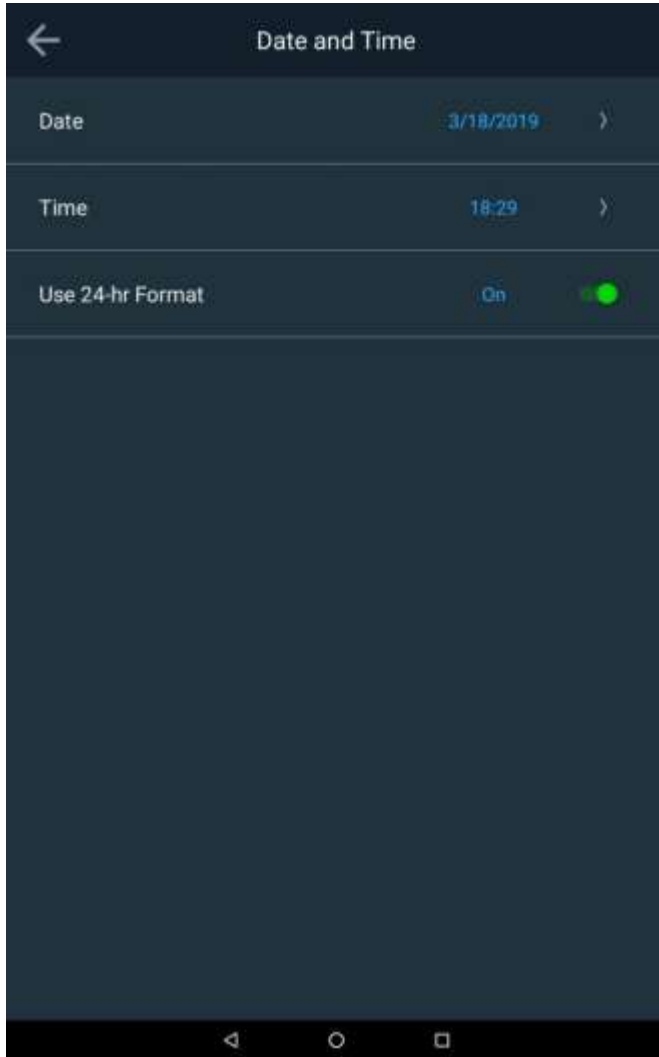 Date and Time
Date 3/18/2019
Time 18:29
Use 24-hr Format On